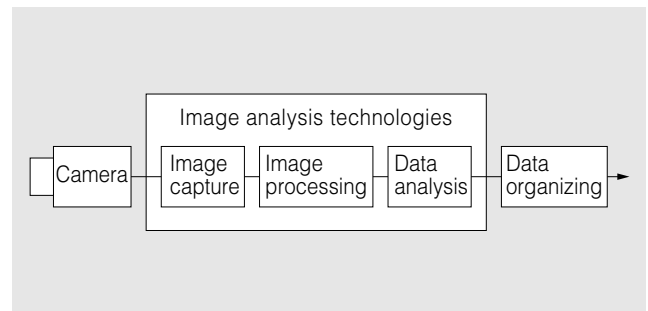 Image analysis technologies
Camera
Image
capture
Image
processing
Data
analysis
Data
organizing